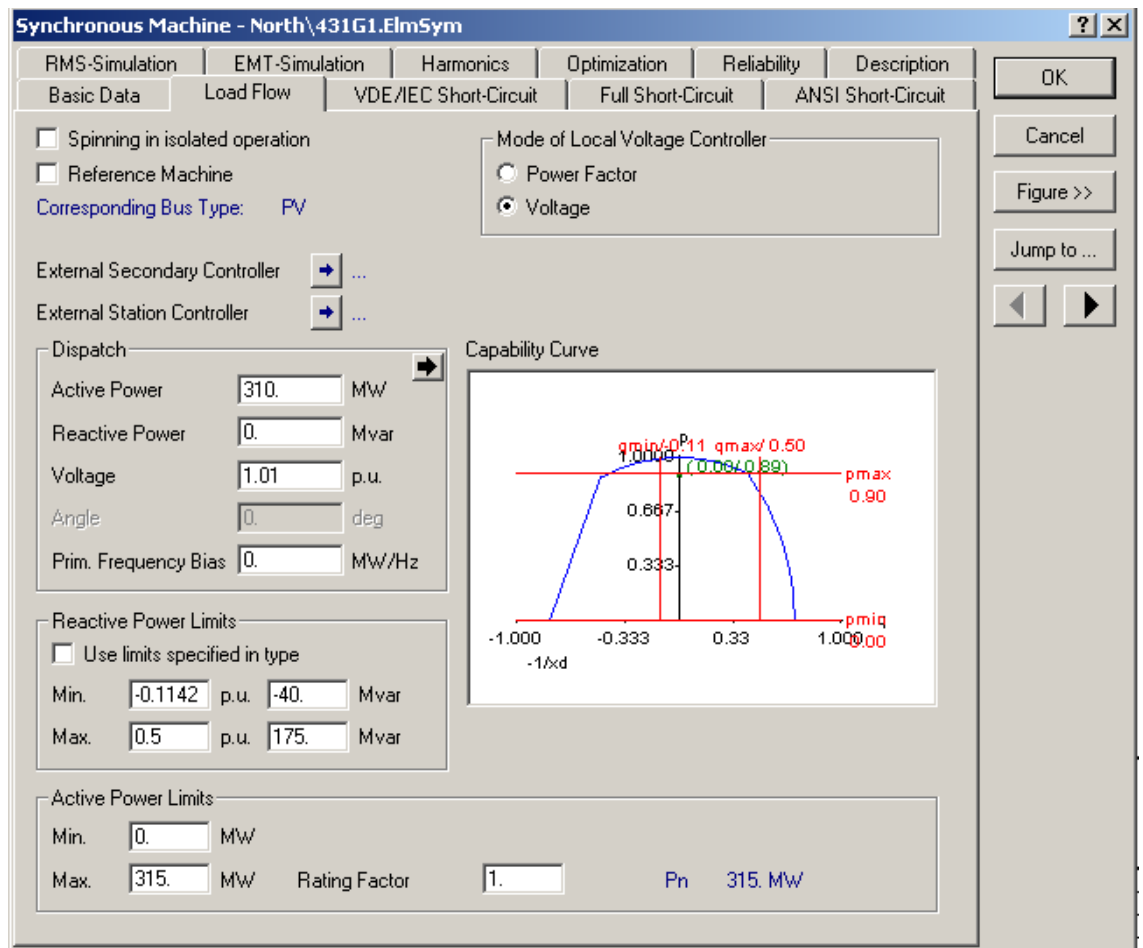 Synchronous Machine - North\431G1.ElmSym
RMS-Simulation EMT-Simulation Harmonics Optimization Reliability Description
Basic Data Load Flow VDE/IEC Short-Circuit Full Short-Circuit ANSI Short-Circuit
OK
Cancel
Figure >>
Jump to ...
Spinning in isolated operation
Reference Machine
Corresponding Bus Type: PV
Mode of Local Voltage Controller
Power Factor
Voltage
External Secondary Controller ...
External Station Controller ...
Dispatch
Active Power 310. MW
Reactive Power 0. Mvar
Voltage 1.01 p.u.
Angle 0. deg
Prim. Frequency Bias 0. MW/Hz
Reactive Power Limits
Use limits specified in type
Min. -0.1142 p.u. -40. Mvar
Max. 0.5 p.u. 175. Mvar
Capability Curve
p
qmin/-0.11 qmax/ 0.50
1.0000
( 0.00/ 0.89)
pmax
0.90
0.667
0.333
pmin
q
0.00
-1.000 -0.333 0.33 1.000
-1/xd
Active Power Limits
Min. 0. MW
Max. 315. MW Rating Factor 1. Pn 315. MW